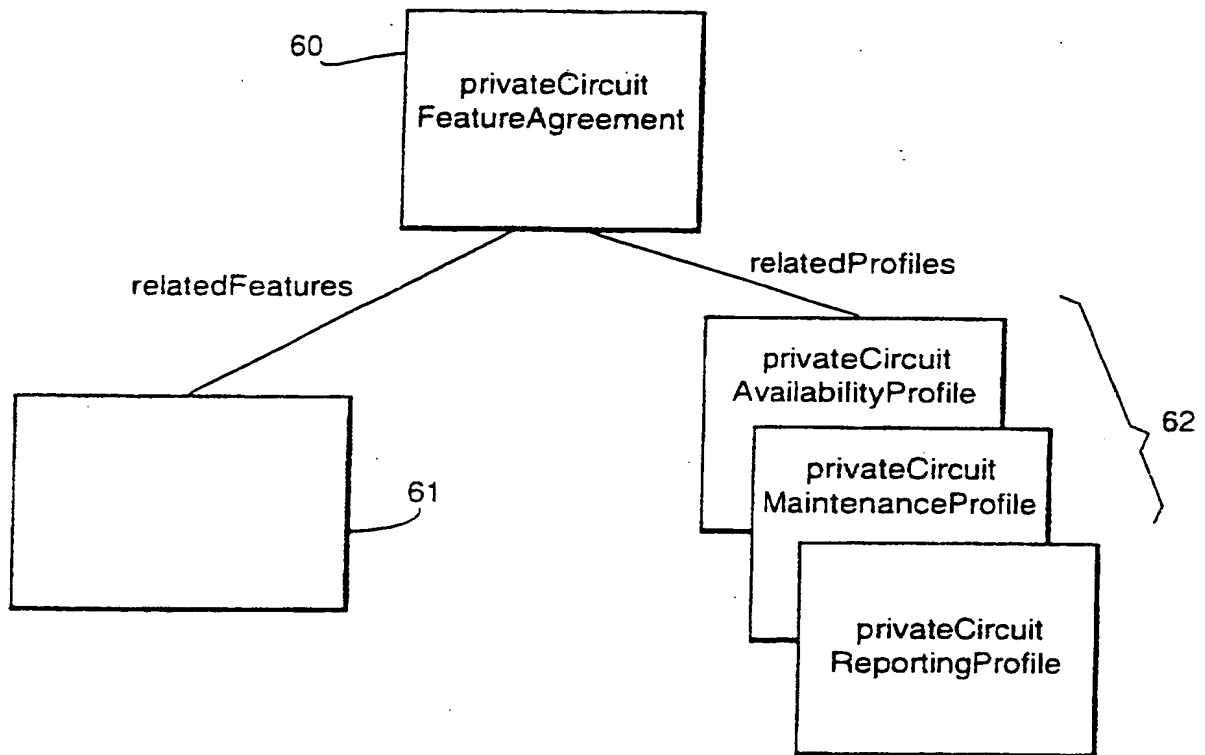 60
privateCircuit
FeatureAgreement
relatedFeatures
relatedProfiles
privateCircuit
AvailabilityProfile
62
privateCircuit
MaintenanceProfile
61
privateCircuit
ReportingProfile